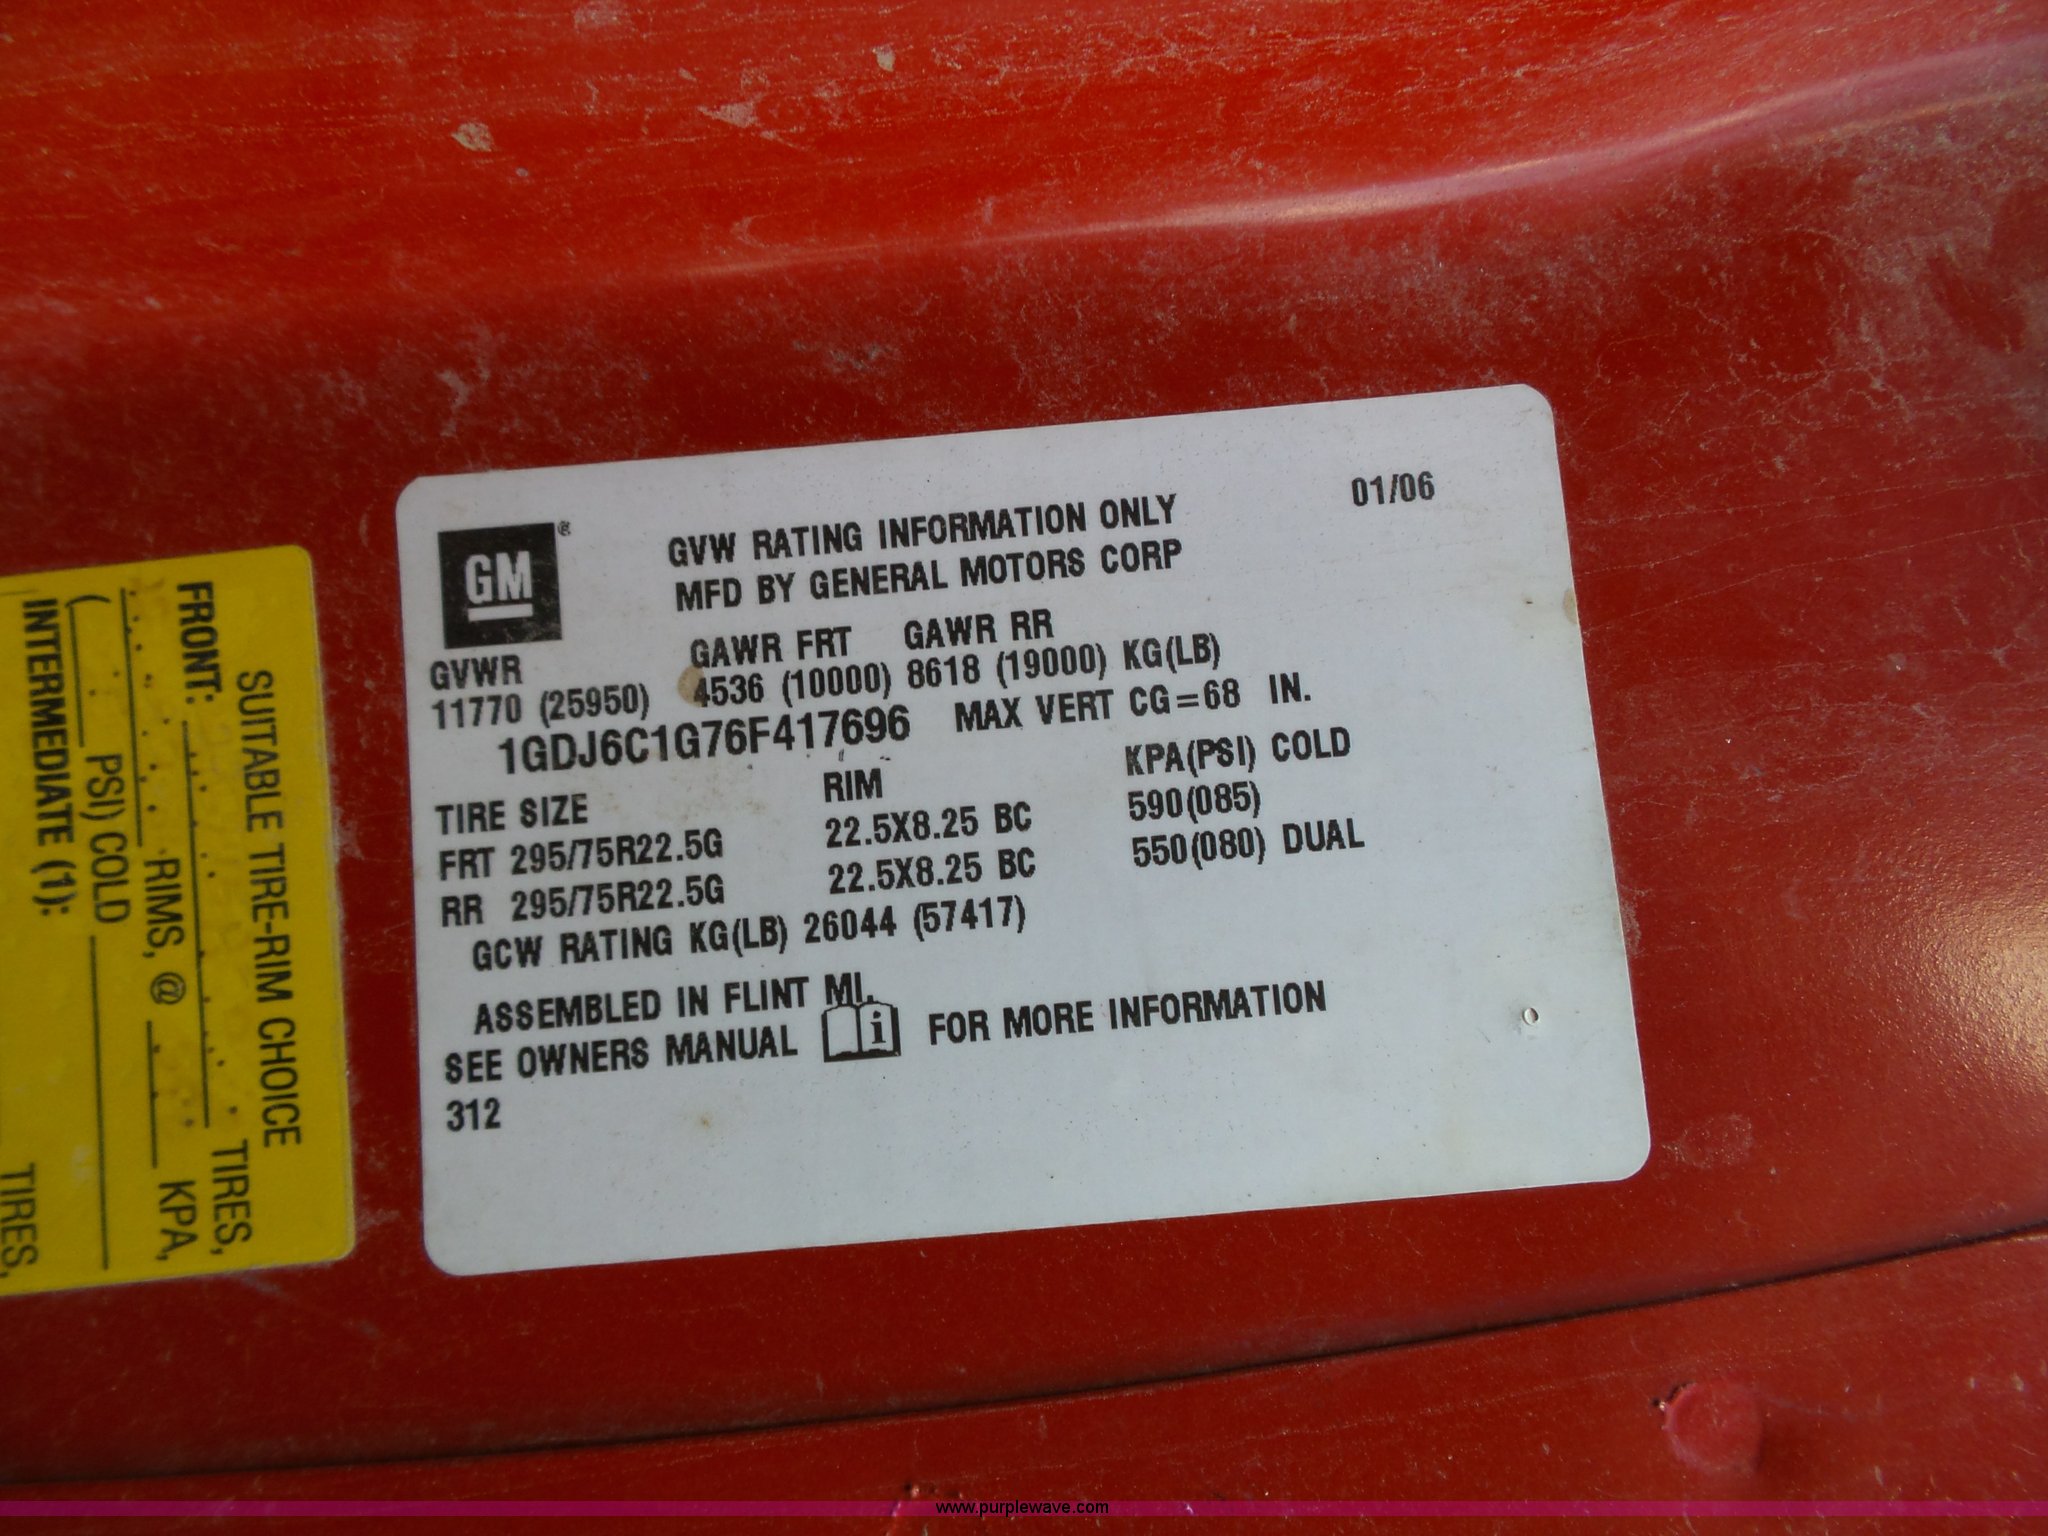 GM®
GVW RATING INFORMATION ONLY 01/06
MFD BY GENERAL MOTORS CORP
GVWR GAWR FRT GAWR RR
11770 (25950) 4536 (10000) 8618 (19000) KG(LB)
1GDJ6C1G76F417696 MAX VERT CG=68 IN.
TIRE SIZE RIM KPA(PSI) COLD
FRT 295/75R22.5G 22.5X8.25 BC 590(085)
RR 295/75R22.5G 22.5X8.25 BC 550(080) DUAL
GCW RATING KG(LB) 26044 (57417)
ASSEMBLED IN FLINT MI.
SEE OWNERS MANUAL i FOR MORE INFORMATION
312
SUITABLE TIRE-RIM CHOICE
FRONT: TIRES,
RIMS, @ KPA,
( PSI) COLD
INTERMEDIATE (1): TIRES,
www.purplewave.com